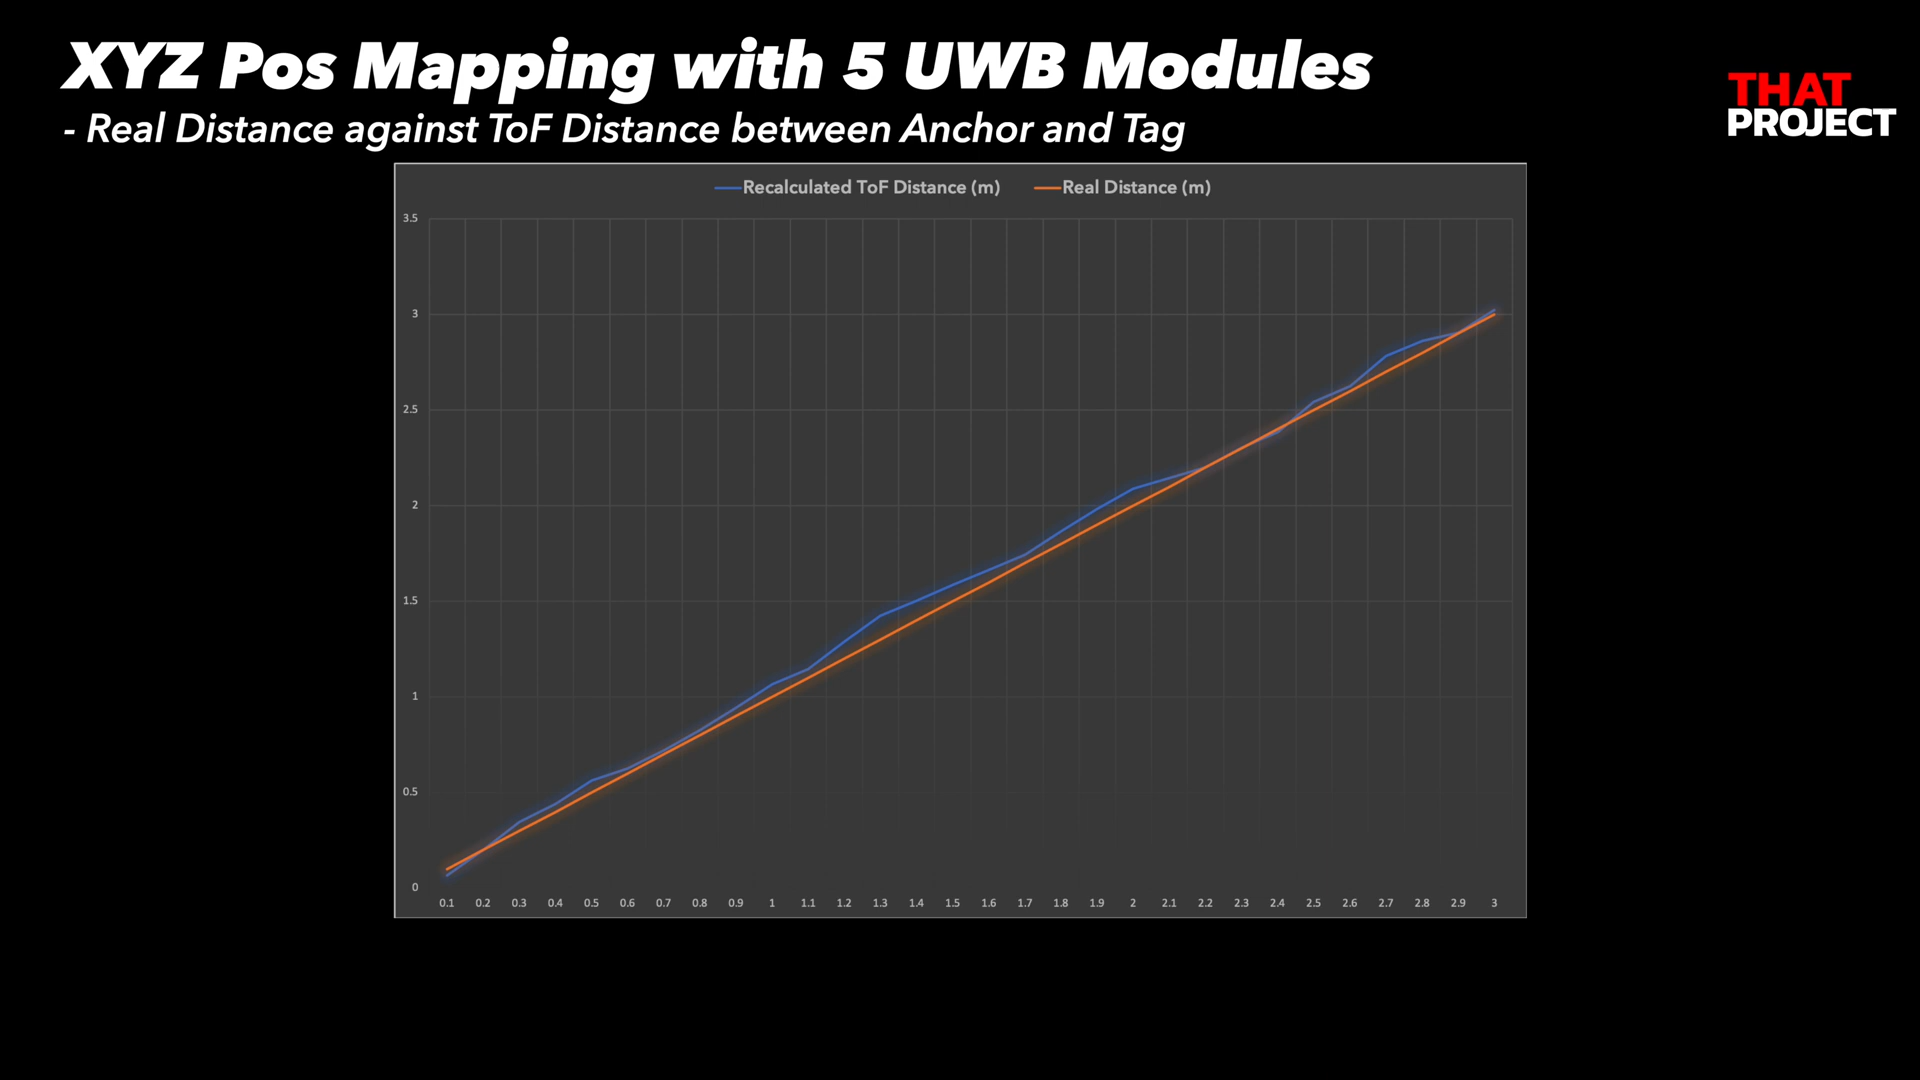 XYZ Pos Mapping with 5 UWB Modules
- Real Distance against ToF Distance between Anchor and Tag
THAT
PROJECT
Recalculated ToF Distance (m) Real Distance (m)
3.5
3
2.5
2
1.5
1
0.5
0
0.1 0.2 0.3 0.4 0.5 0.6 0.7 0.8 0.9 1 1.1 1.2 1.3 1.4 1.5 1.6 1.7 1.8 1.9 2 2.1 2.2 2.3 2.4 2.5 2.6 2.7 2.8 2.9 3